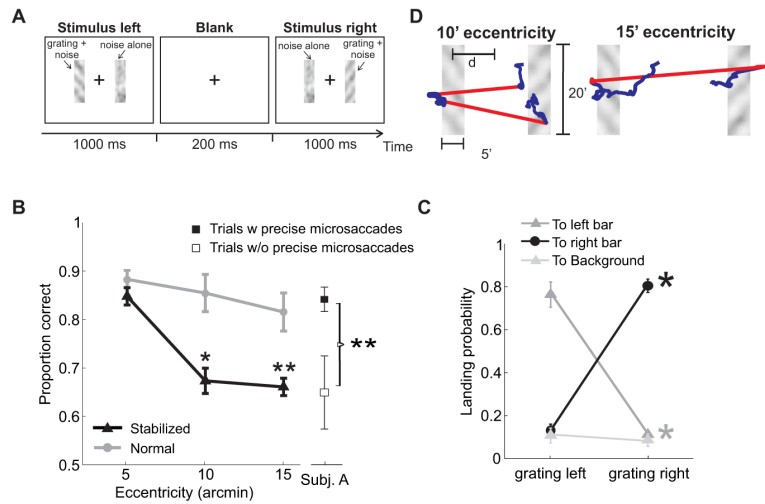 A
Stimulus left
Blank
Stimulus right
grating +
noise
noise alone
+
+
noise alone
grating +
noise
+
1000 ms
200 ms
1000 ms
Time
D
10' eccentricity
15' eccentricity
d
20'
5'
B
Trials w precise microsaccades
Trials w/o precise microsaccades
Proportion correct
1
0.9
0.8
0.7
0.6
0.5
*
**
**
Stabilized
Normal
5
10
15
Eccentricity (arcmin)
Subj. A
C
To left bar
To right bar
To Background
Landing probability
1
0.8
0.6
0.4
0.2
0
*
*
grating left
grating right